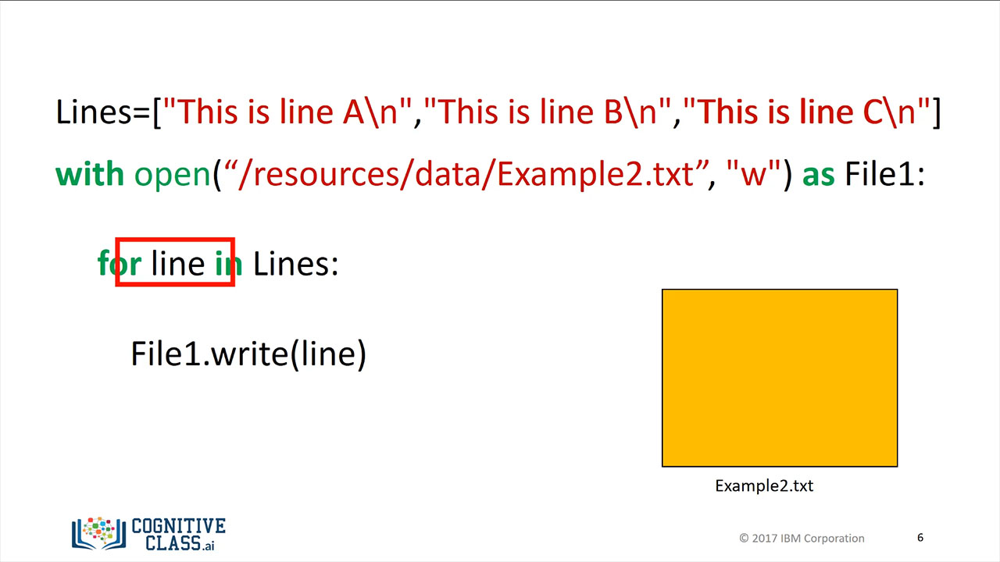 Lines=["This is line A\n","This is line B\n","This is line C\n"]
with open(“/resources/data/Example2.txt”, "w") as File1:
for line in Lines:
File1.write(line)
Example2.txt
COGNITIVE
CLASS.ai
© 2017 IBM Corporation
6